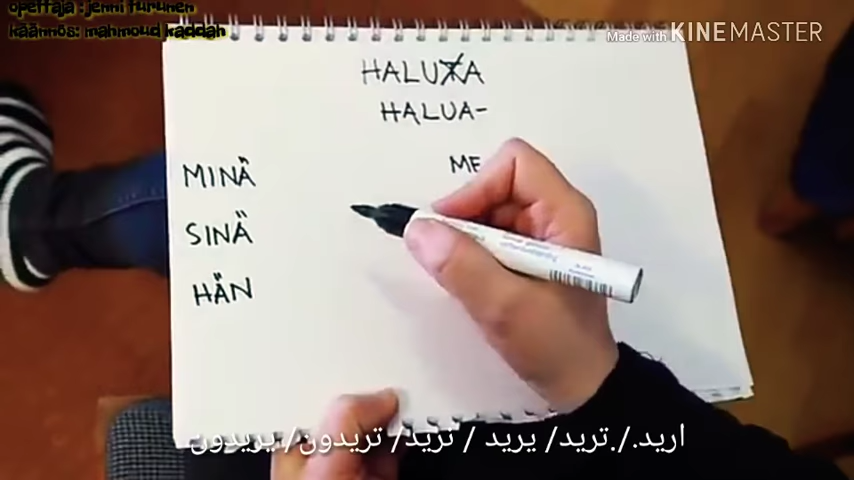 opettaja : jenni turunen
käännös: mahmoud kaddah
Made with KINEMASTER
HALUTA
HALUA-
MINÄ
ME
SINÄ
HÄN
اريد./.تريد/ يريد / نريد/ تريدون/ يريدون